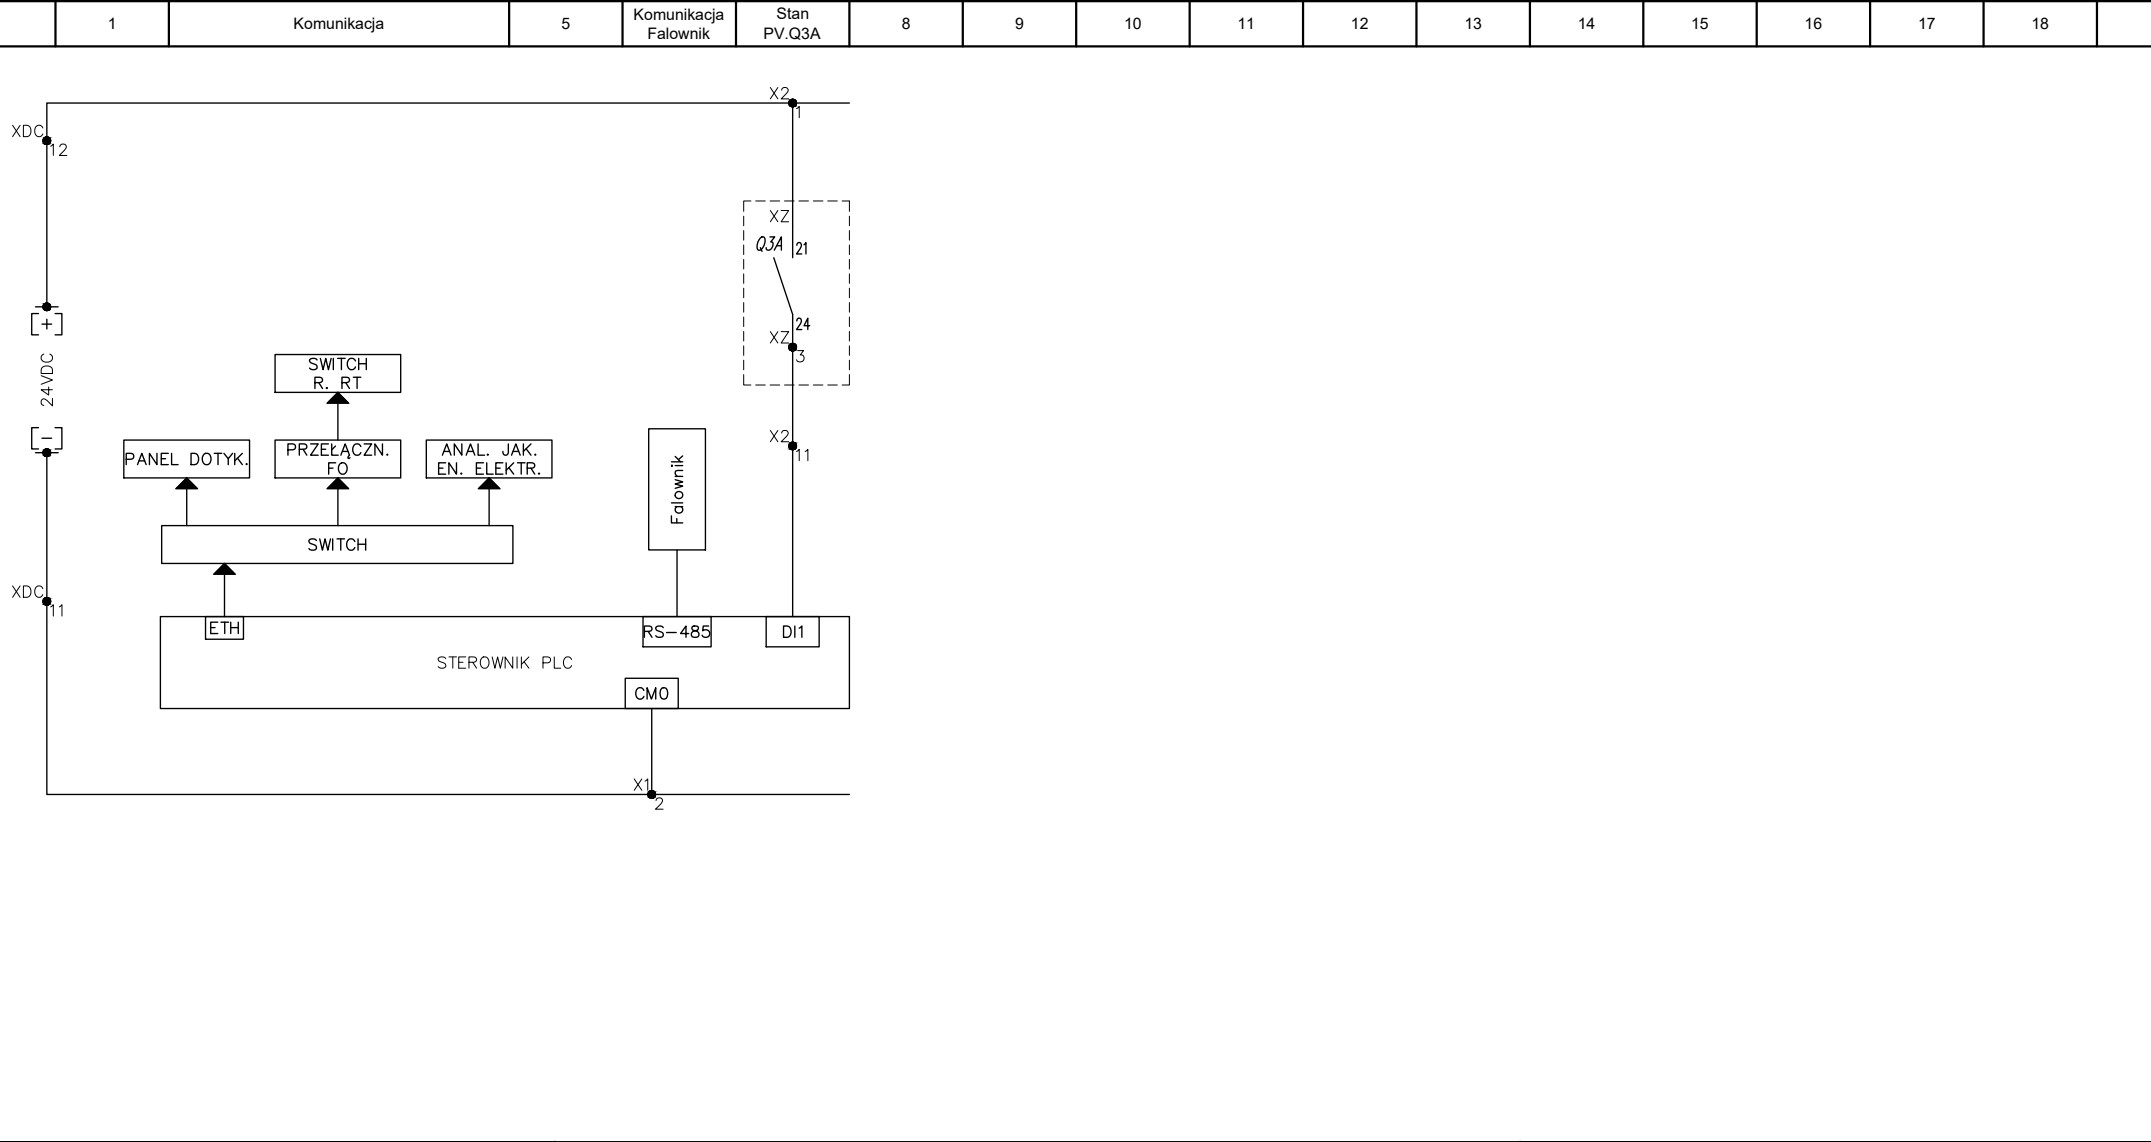 1
Komunikacja
5
Komunikacja
Falownik
Stan
PV.Q3A
8
9
10
11
12
13
14
15
16
17
18
X2
1
XDC
12
XZ
Q3A
21
24
XZ
3
[+]
24VDC
[-]
SWITCH
R. RT
PANEL DOTYK.
PRZEŁĄCZN.
FO
ANAL. JAK.
EN. ELEKTR.
Falownik
X2
11
SWITCH
XDC
11
ETH
RS-485
DI1
STEROWNIK PLC
CM0
X1
2